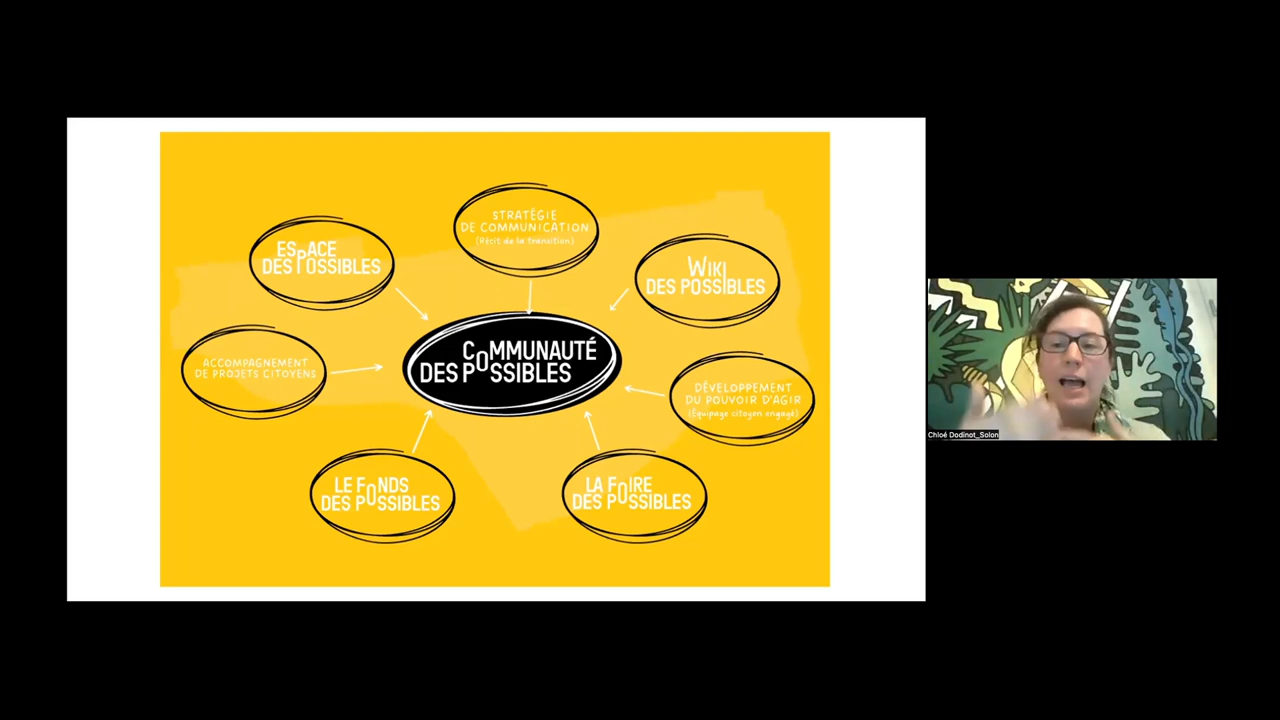 STRATÉGIE
DE COMMUNICATION
(Récit de la transition)
ESPACE
DES POSSIBLES
WIKI
DES POSSIBLES
COMMUNAUTÉ
DES POSSIBLES
ACCOMPAGNEMENT
DE PROJETS CITOYENS
DÉVELOPPEMENT
DU POUVOIR D'AGIR
(Équipage citoyen engagé)
LE FONDS
DES POSSIBLES
LA FOIRE
DES POSSIBLES
Chloé Dodinot_Solon